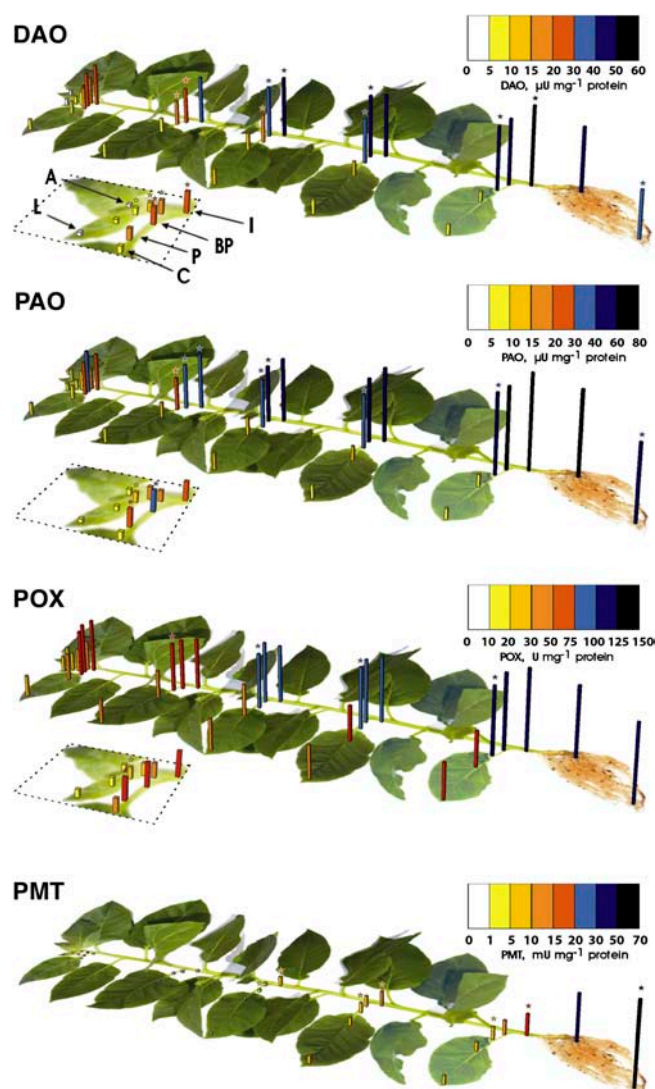 DAO
0 5 10 15 20 30 40 50 60
DAO, µU mg⁻¹ protein
A
L
I
BP
P
C
PAO
0 5 10 15 20 30 40 60 80
PAO, µU mg⁻¹ protein
POX
0 10 20 30 50 75 100 125 150
POX, U mg⁻¹ protein
PMT
0 1 5 10 15 20 30 50 70
PMT, mU mg⁻¹ protein